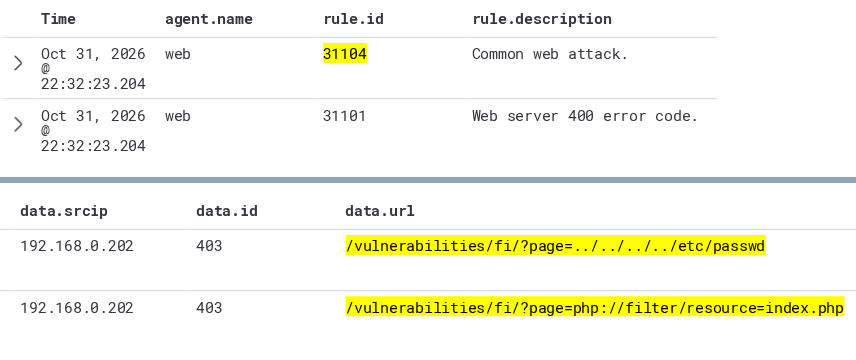 Time agent.name rule.id rule.description
Oct 31, 2026 web 31104 Common web attack.
@
22:32:23.204
Oct 31, 2026 web 31101 Web server 400 error code.
@
22:32:23.204
data.srcip data.id data.url
192.168.0.202 403 /vulnerabilities/fi/?page=../../../../etc/passwd
192.168.0.202 403 /vulnerabilities/fi/?page=php://filter/resource=index.php